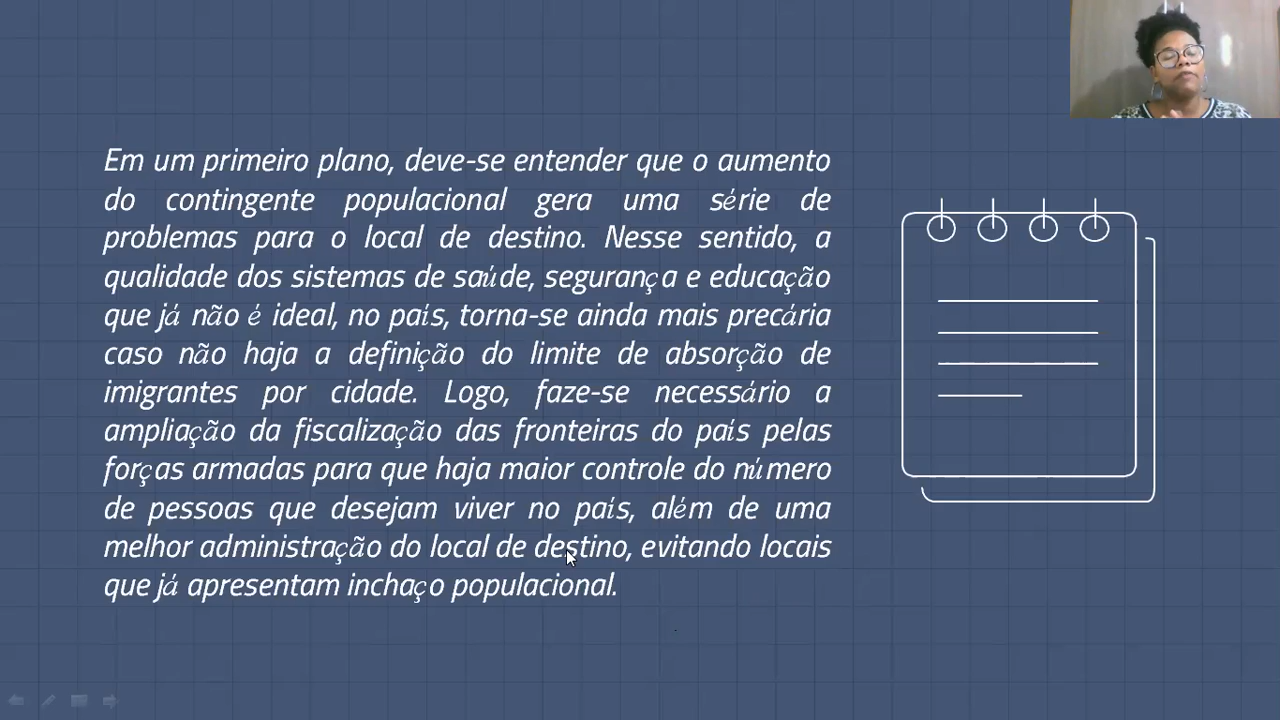 Em um primeiro plano, deve-se entender que o aumento
do contingente populacional gera uma série de
problemas para o local de destino. Nesse sentido, a
qualidade dos sistemas de saúde, segurança e educação
que já não é ideal, no país, torna-se ainda mais precária
caso não haja a definição do limite de absorção de
imigrantes por cidade. Logo, faze-se necessário a
ampliação da fiscalização das fronteiras do país pelas
forças armadas para que haja maior controle do número
de pessoas que desejam viver no país, além de uma
melhor administração do local de destino, evitando locais
que já apresentam inchaço populacional.